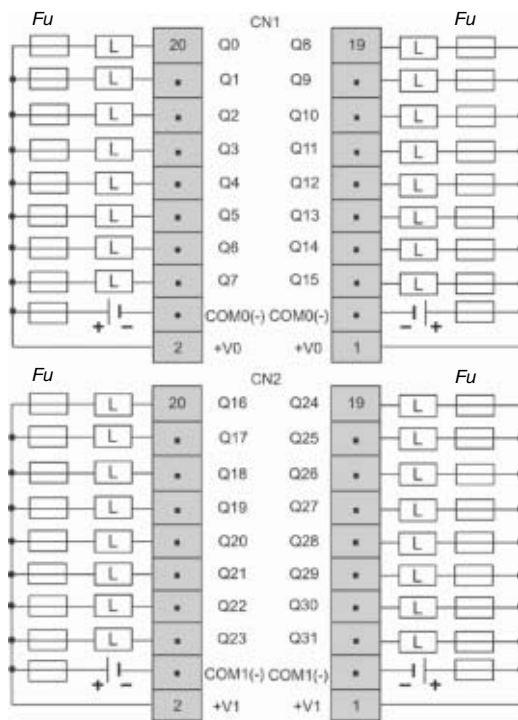 Fu CN1 Fu
L 20 Q0 Q8 19 L
L Q1 Q9 L
L Q2 Q10 L
L Q3 Q11 L
L Q4 Q12 L
L Q5 Q13 L
L Q6 Q14 L
L Q7 Q15 L
+ - COM0(-) COM0(-) - +
2 +V0 +V0 1
Fu CN2 Fu
L 20 Q16 Q24 19 L
L Q17 Q25 L
L Q18 Q26 L
L Q19 Q27 L
L Q20 Q28 L
L Q21 Q29 L
L Q22 Q30 L
L Q23 Q31 L
+ - COM1(-) COM1(-) - +
2 +V1 +V1 1